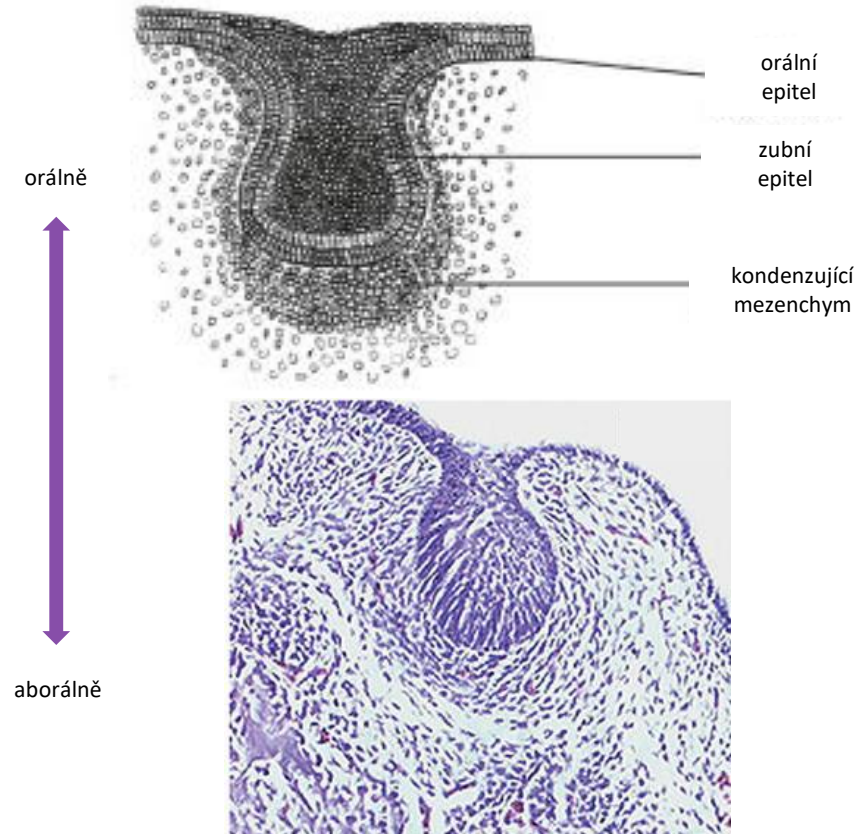 orální
epitel
zubní
epitel
orálně
kondenzující
mezenchym
aborálně